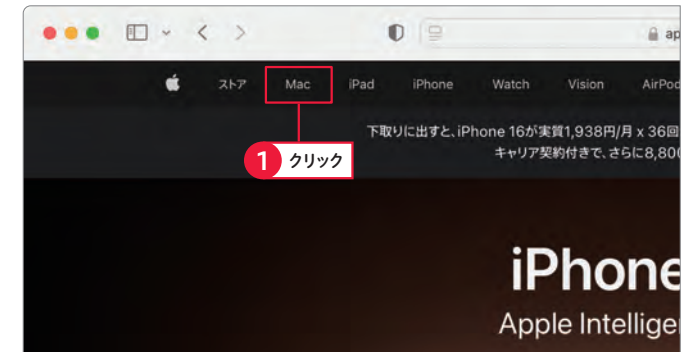 ap
ストア Mac iPad iPhone Watch Vision AirPod
下取りに出すと、iPhone 16が実質1,938円/月 x 36回
キャリア契約付きで、さらに8,800
1 クリック
iPhone
Apple Intellige